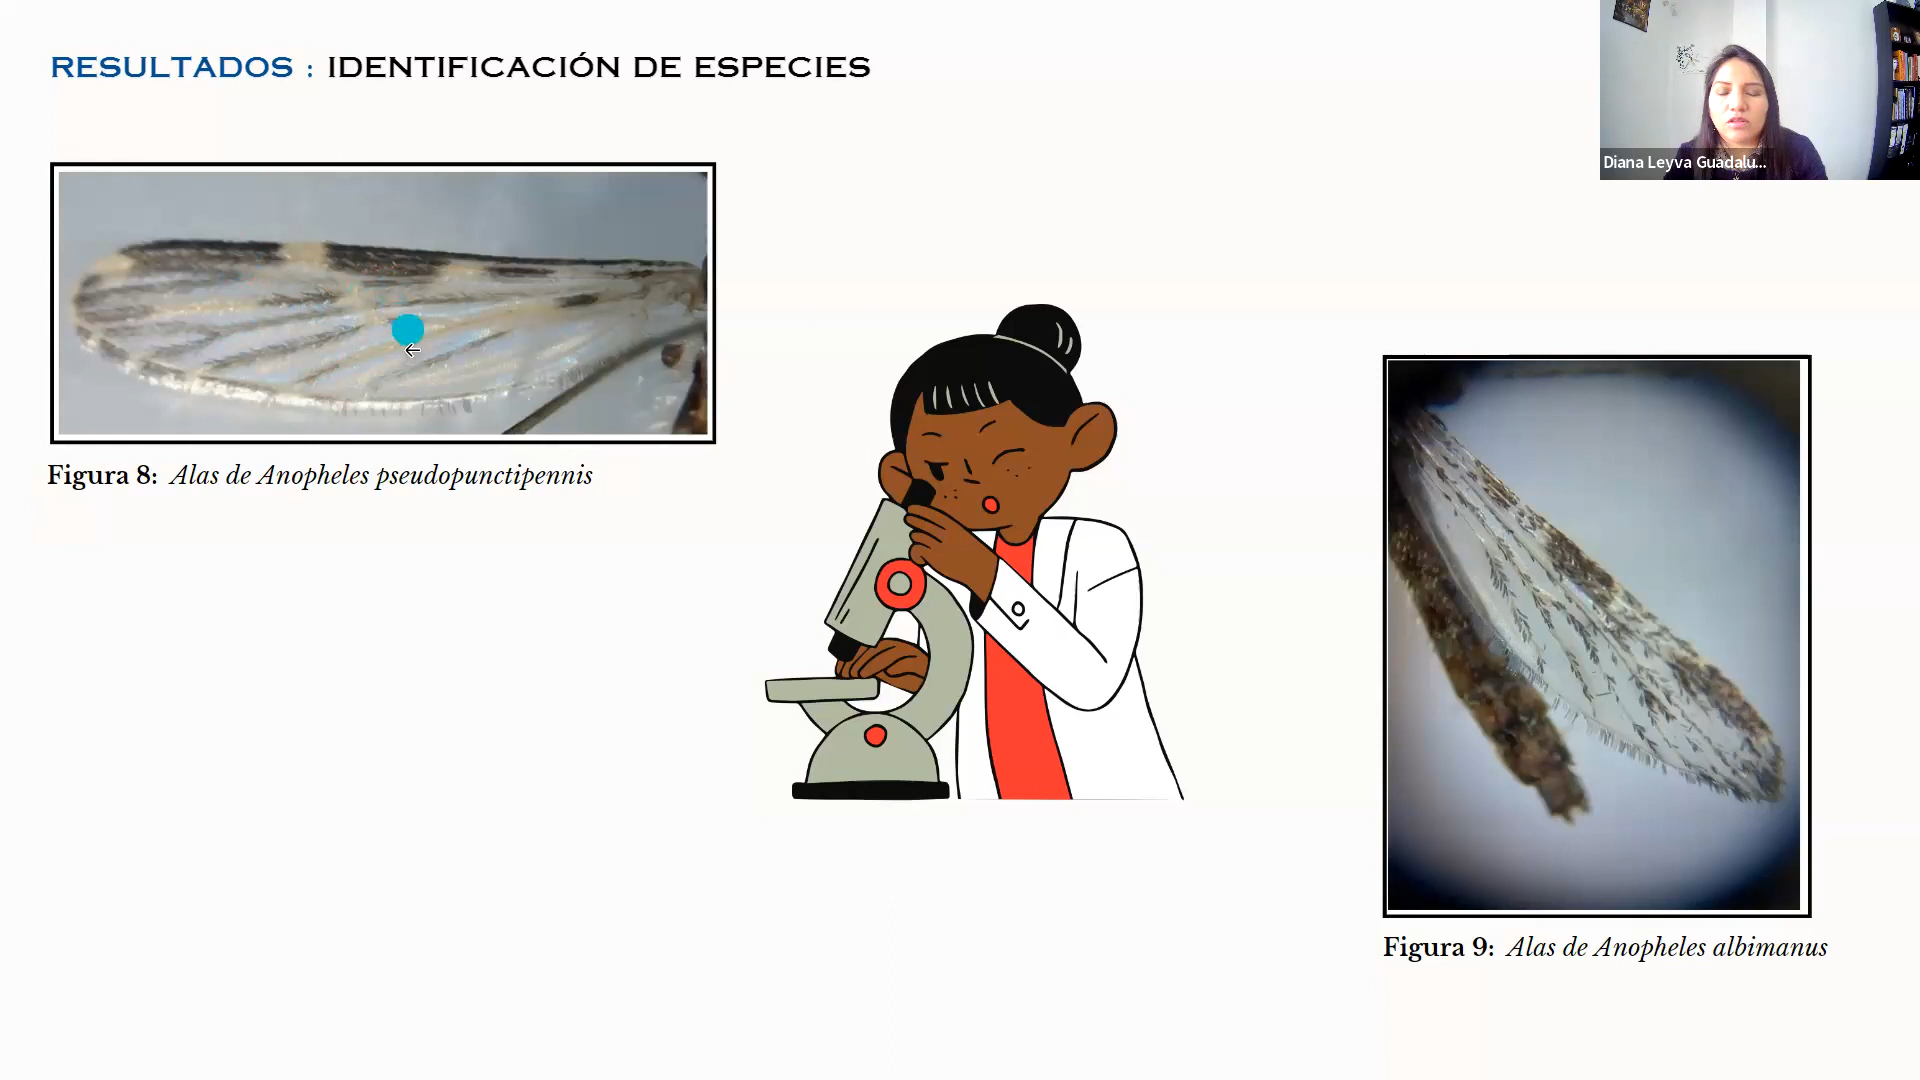 RESULTADOS : IDENTIFICACIÓN DE ESPECIES
Diana Leyva Guadalu...
Figura 8: Alas de Anopheles pseudopunctipennis
Figura 9: Alas de Anopheles albimanus